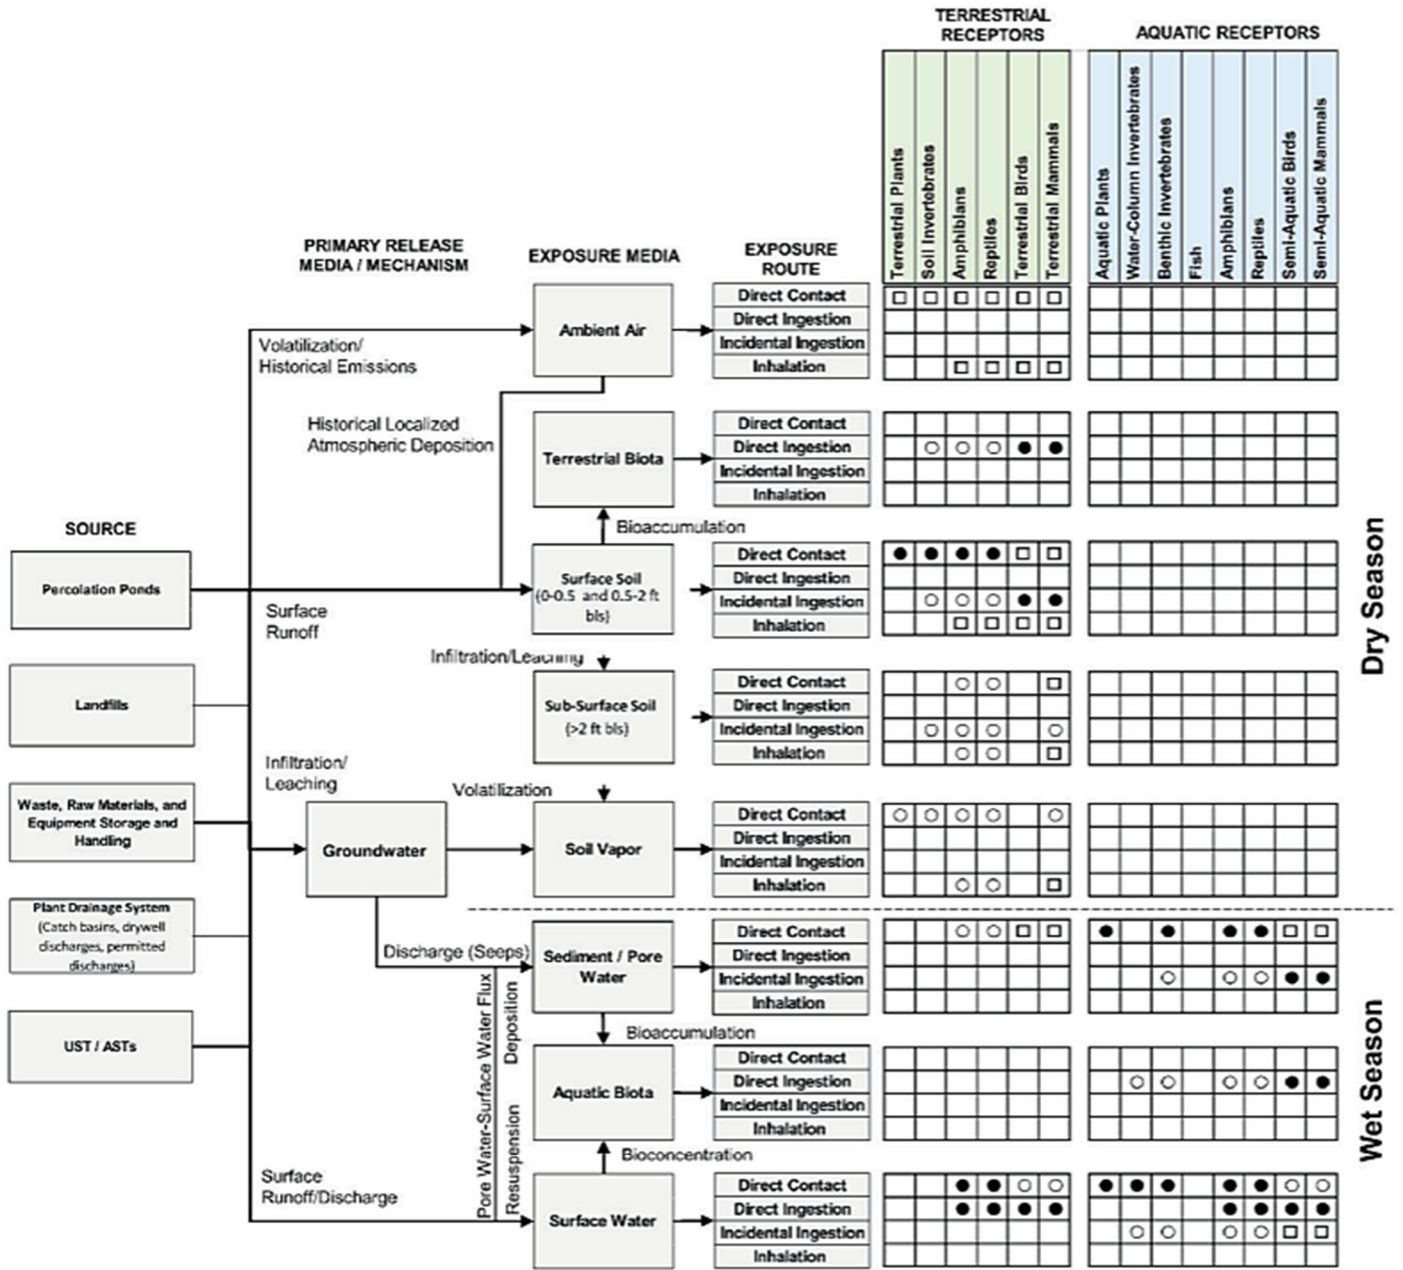 TERRESTRIAL
RECEPTORS
AQUATIC RECEPTORS
Terrestrial Plants
Soil Invertebrates
Amphibians
Reptiles
Terrestrial Birds
Terrestrial Mammals
Aquatic Plants
Water-Column Invertebrates
Benthic Invertebrates
Fish
Amphibians
Reptiles
Semi-Aquatic Birds
Semi-Aquatic Mammals
PRIMARY RELEASE
MEDIA / MECHANISM
EXPOSURE MEDIA
EXPOSURE
ROUTE
Ambient Air
Direct Contact
Direct Ingestion
Incidental Ingestion
Inhalation
Volatilization/
Historical Emissions
Historical Localized
Atmospheric Deposition
Terrestrial Biota
Direct Contact
Direct Ingestion
Incidental Ingestion
Inhalation
Bioaccumulation
SOURCE
Percolation Ponds
Surface
Runoff
Surface Soil
(0-0.5 and 0.5-2 ft
bls)
Direct Contact
Direct Ingestion
Incidental Ingestion
Inhalation
Dry Season
Infiltration/Leaching
Landfills
Sub-Surface Soil
(>2 ft bls)
Direct Contact
Direct Ingestion
Incidental Ingestion
Inhalation
Infiltration/
Leaching
Volatilization
Waste, Raw Materials, and
Equipment Storage and
Handling
Groundwater
Soil Vapor
Direct Contact
Direct Ingestion
Incidental Ingestion
Inhalation
Plant Drainage System
(Catch basins, drywell
discharges, permitted
discharges)
Discharge (Seeps)
Sediment / Pore
Water
Direct Contact
Direct Ingestion
Incidental Ingestion
Inhalation
Pore Water-Surface Water Flux
Deposition
Resuspension
Bioaccumulation
UST / ASTs
Aquatic Biota
Direct Contact
Direct Ingestion
Incidental Ingestion
Inhalation
Wet Season
Bioconcentration
Surface
Runoff/Discharge
Surface Water
Direct Contact
Direct Ingestion
Incidental Ingestion
Inhalation